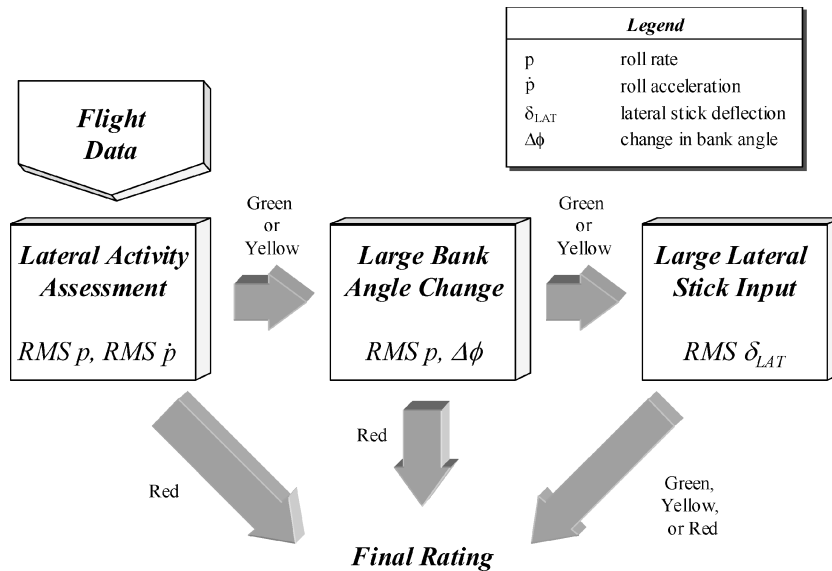 Legend
p roll rate
ṗ roll acceleration
δLAT lateral stick deflection
Δϕ change in bank angle
Flight
Data
Green
or
Yellow
Green
or
Yellow
Lateral Activity
Assessment
RMS p, RMS ṗ
Large Bank
Angle Change
RMS p, Δϕ
Large Lateral
Stick Input
RMS δLAT
Red
Red
Green,
Yellow,
or Red
Final Rating